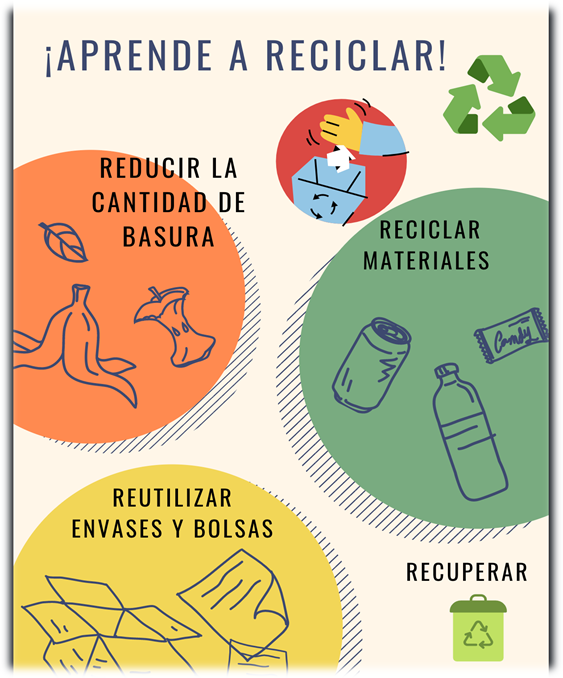 ¡APRENDE A RECICLAR!
REDUCIR LA
CANTIDAD DE
BASURA
RECICLAR
MATERIALES
Candy
REUTILIZAR
ENVASES Y BOLSAS
RECUPERAR